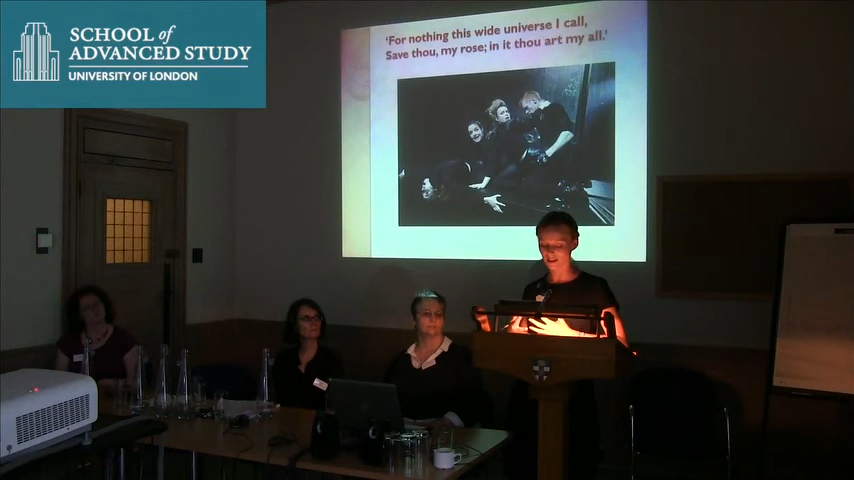 SCHOOL of
ADVANCED STUDY
UNIVERSITY OF LONDON
'For nothing this wide universe I call,
Save thou, my rose; in it thou art my all.'